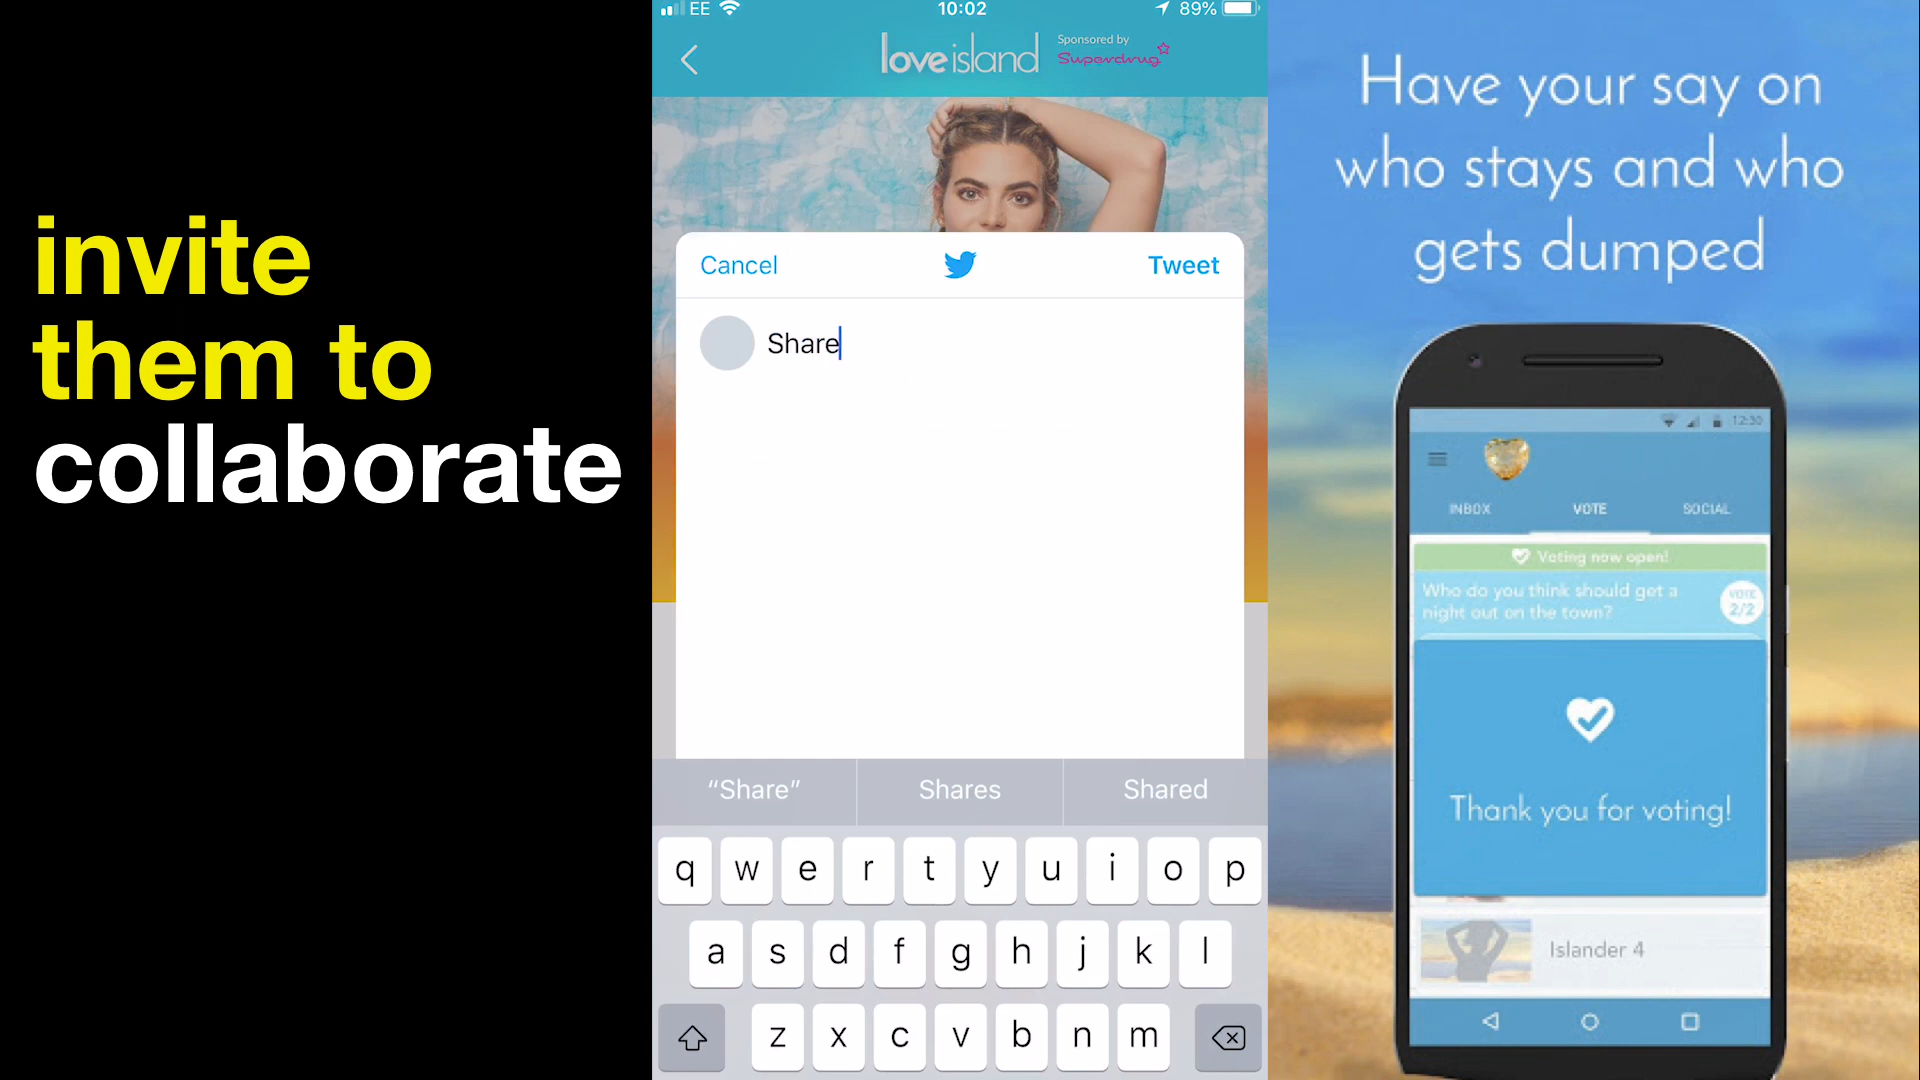 invite
them to
collaborate
EE
10:02
89%
loveisland
Sponsored by
Superdrug
Cancel
Tweet
Share
“Share”
Shares
Shared
q w e r t y u i o p
a s d f g h j k l
z x c v b n m
Have your say on
who stays and who
gets dumped
12:30
INBOX
VOTE
SOCIAL
Voting now open!
Who do you think should get a
night out on the town?
VOTE
2/2
Thank you for voting!
Islander 4